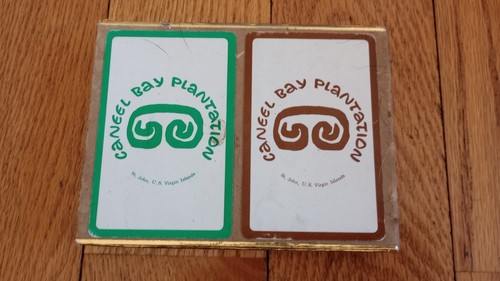 CANEEL BAY PLANTATION
St. John, U.S. Virgin Islands
CANEEL BAY PLANTATION
St. John, U.S. Virgin Islands